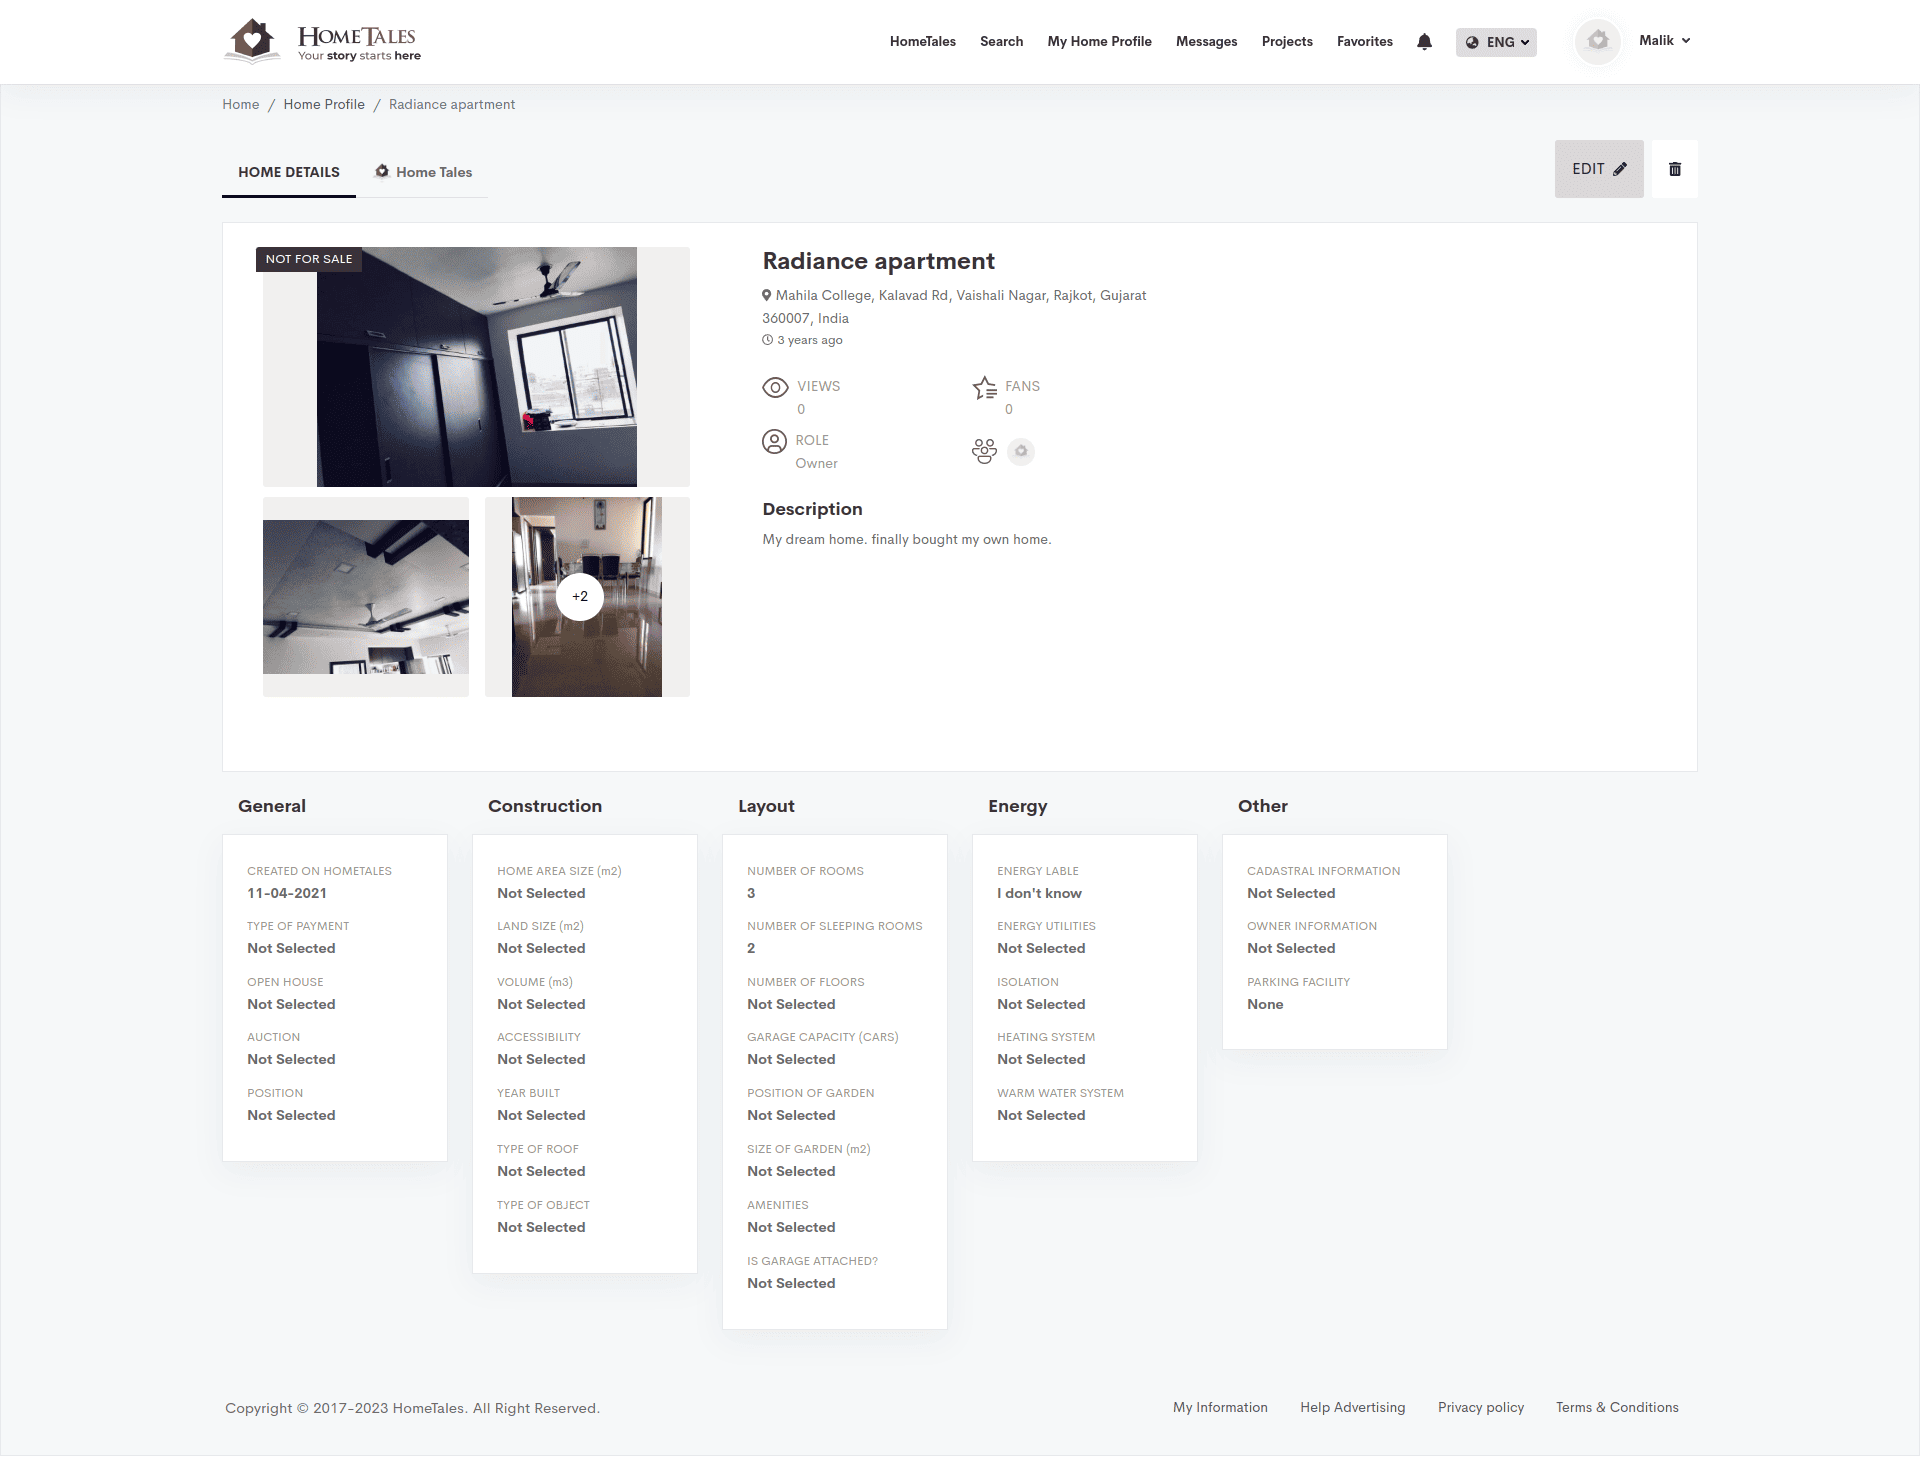 HomeTales
Your story starts here
HomeTales
Search
My Home Profile
Messages
Projects
Favorites
ENG
Malik
Home / Home Profile / Radiance apartment
HOME DETAILS
Home Tales
EDIT
NOT FOR SALE
+2
Radiance apartment
Mahila College, Kalavad Rd, Vaishali Nagar, Rajkot, Gujarat
360007, India
3 years ago
VIEWS
0
FANS
0
ROLE
Owner
Description
My dream home. finally bought my own home.
General
CREATED ON HOMETALES
11-04-2021
TYPE OF PAYMENT
Not Selected
OPEN HOUSE
Not Selected
AUCTION
Not Selected
POSITION
Not Selected
Construction
HOME AREA SIZE (m2)
Not Selected
LAND SIZE (m2)
Not Selected
VOLUME (m3)
Not Selected
ACCESSIBILITY
Not Selected
YEAR BUILT
Not Selected
TYPE OF ROOF
Not Selected
TYPE OF OBJECT
Not Selected
Layout
NUMBER OF ROOMS
3
NUMBER OF SLEEPING ROOMS
2
NUMBER OF FLOORS
Not Selected
GARAGE CAPACITY (CARS)
Not Selected
POSITION OF GARDEN
Not Selected
SIZE OF GARDEN (m2)
Not Selected
AMENITIES
Not Selected
IS GARAGE ATTACHED?
Not Selected
Energy
ENERGY LABLE
I don't know
ENERGY UTILITIES
Not Selected
ISOLATION
Not Selected
HEATING SYSTEM
Not Selected
WARM WATER SYSTEM
Not Selected
Other
CADASTRAL INFORMATION
Not Selected
OWNER INFORMATION
Not Selected
PARKING FACILITY
None
Copyright © 2017-2023 HomeTales. All Right Reserved.
My Information
Help Advertising
Privacy policy
Terms & Conditions